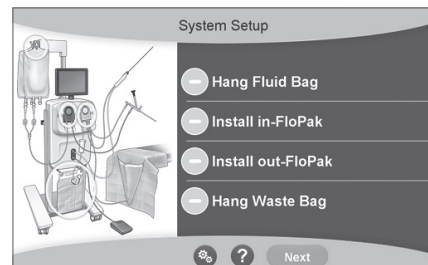 System Setup
Hang Fluid Bag
Install in-FloPak
Install out-FloPak
Hang Waste Bag
?
Next